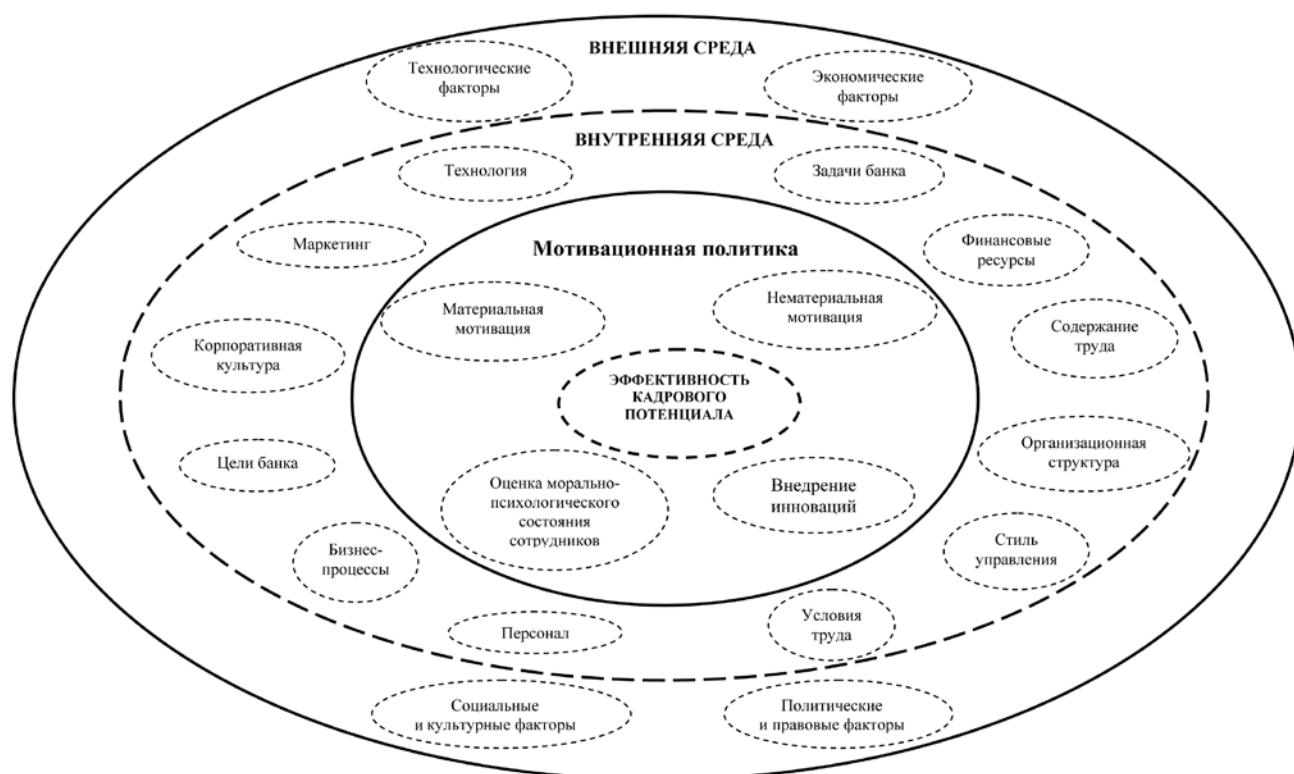 ВНЕШНЯЯ СРЕДА
Технологические
факторы
Экономические
факторы
ВНУТРЕННЯЯ СРЕДА
Технология
Задачи банка
Маркетинг
Финансовые
ресурсы
Мотивационная политика
Материальная
мотивация
Нематериальная
мотивация
Корпоративная
культура
Содержание
труда
ЭФФЕКТИВНОСТЬ
КАДРОВОГО
ПОТЕНЦИАЛА
Цели банка
Организационная
структура
Оценка морально-
психологического
состояния
сотрудников
Внедрение
инноваций
Бизнес-
процессы
Стиль
управления
Персонал
Условия
труда
Социальные
и культурные факторы
Политические
и правовые факторы